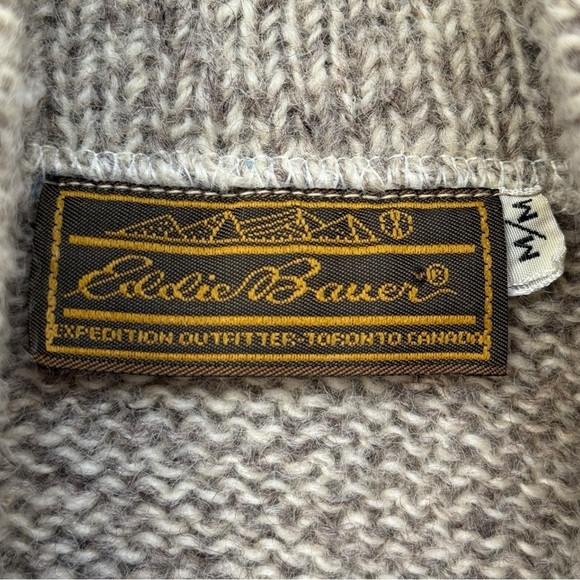 Eddie Bauer®
EXPEDITION OUTFITTER-TORONTO CANADA
M/M